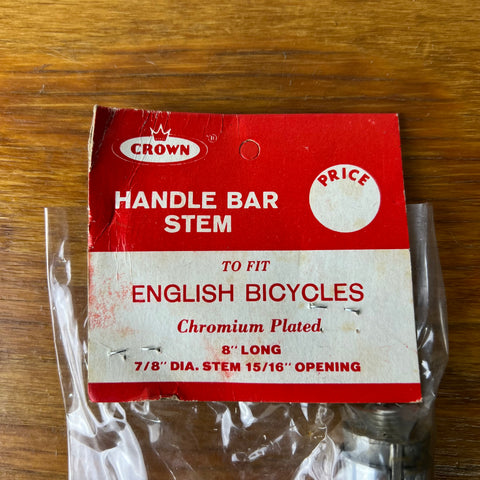 CROWN
PRICE
HANDLE BAR
STEM
TO FIT
ENGLISH BICYCLES
Chromium Plated
8" LONG
7/8" DIA. STEM 15/16" OPENING